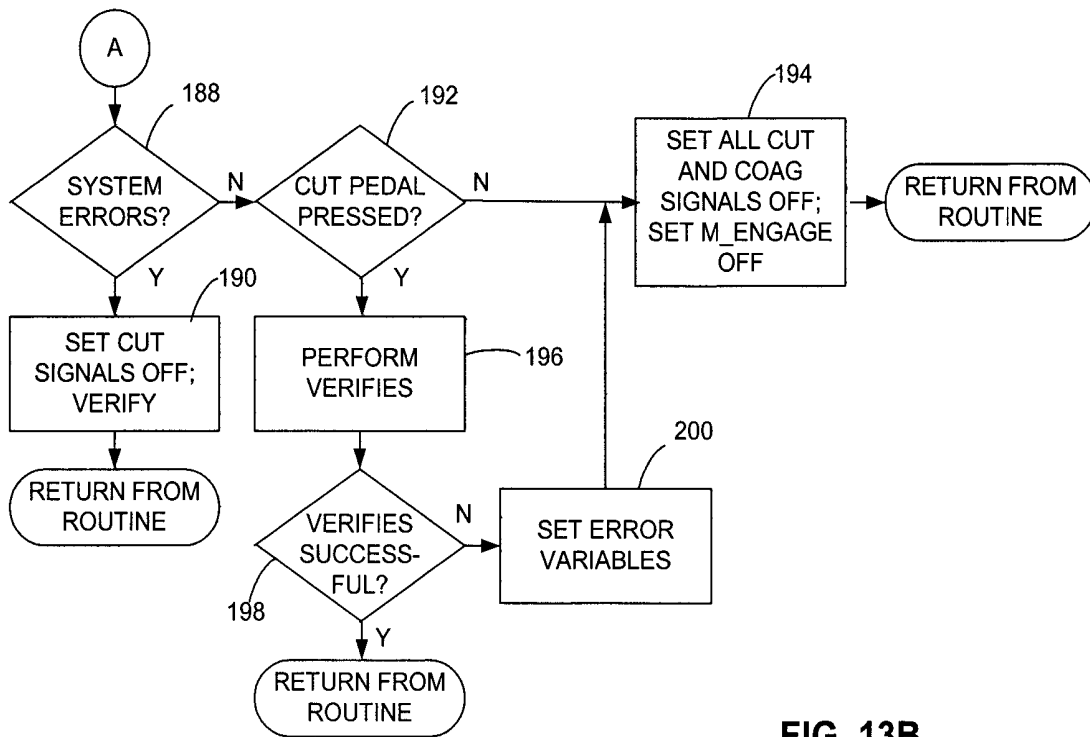 A
188
SYSTEM
ERRORS?
N
Y
192
CUT PEDAL
PRESSED?
N
Y
194
SET ALL CUT
AND COAG
SIGNALS OFF;
SET M_ENGAGE
OFF
RETURN FROM
ROUTINE
190
SET CUT
SIGNALS OFF;
VERIFY
RETURN FROM
ROUTINE
PERFORM
VERIFIES
196
VERIFIES
SUCCESS-
FUL?
198
N
Y
200
SET ERROR
VARIABLES
RETURN FROM
ROUTINE
FIG. 13B